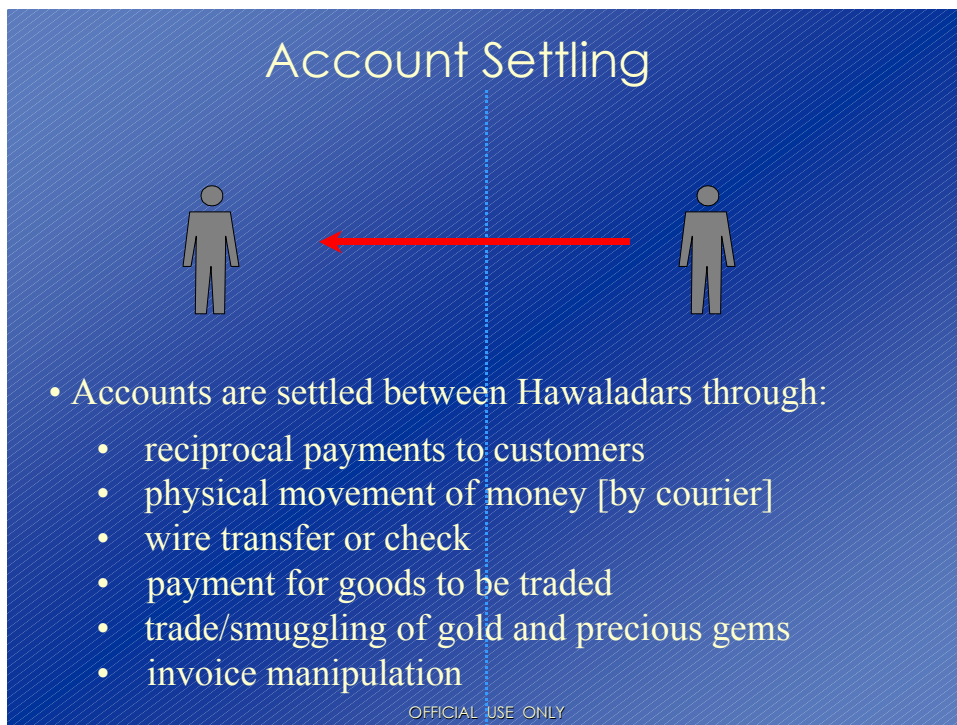 Account Settling
• Accounts are settled between Hawaladars through:
• reciprocal payments to customers
• physical movement of money [by courier]
• wire transfer or check
• payment for goods to be traded
• trade/smuggling of gold and precious gems
• invoice manipulation
OFFICIAL USE ONLY